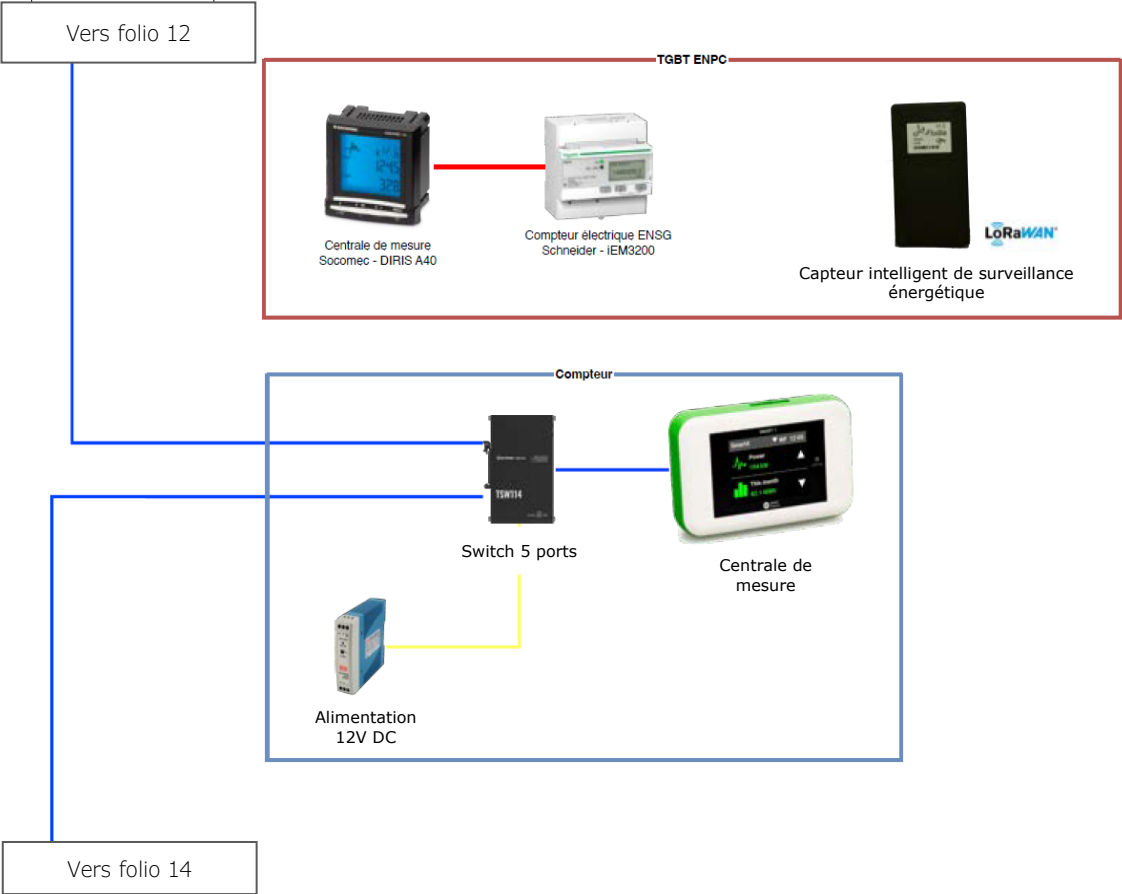 Vers folio 12
TGBT ENPC
1245
328
Centrale de mesure
Socomec - DIRIS A40
Compteur électrique ENSG
Schneider - iEM3200
LoRaWAN
Capteur intelligent de surveillance
énergétique
Compteur
TSW114
Switch 5 ports
Power
This month
Centrale de
mesure
Alimentation
12V DC
Vers folio 14